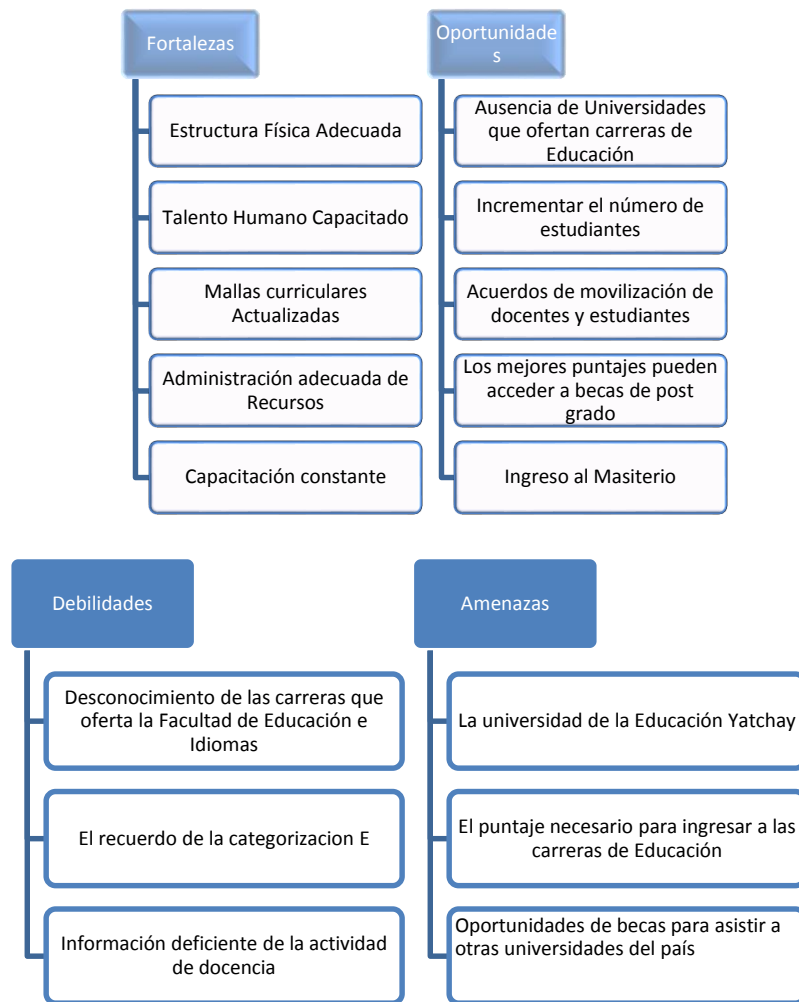 Fortalezas
Estructura Física Adecuada
Talento Humano Capacitado
Mallas curriculares
Actualizadas
Administración adecuada de
Recursos
Capacitación constante
Oportunidade
s
Ausencia de Universidades
que ofertan carreras de
Educación
Incrementar el número de
estudiantes
Acuerdos de movilización de
docentes y estudiantes
Los mejores puntajes pueden
acceder a becas de post
grado
Ingreso al Masiterio
Debilidades
Desconocimiento de las carreras que
oferta la Facultad de Educación e
Idiomas
El recuerdo de la categorizacion E
Información deficiente de la actividad
de docencia
Amenazas
La universidad de la Educación Yatchay
El puntaje necesario para ingresar a las
carreras de Educación
Oportunidades de becas para asistir a
otras universidades del país